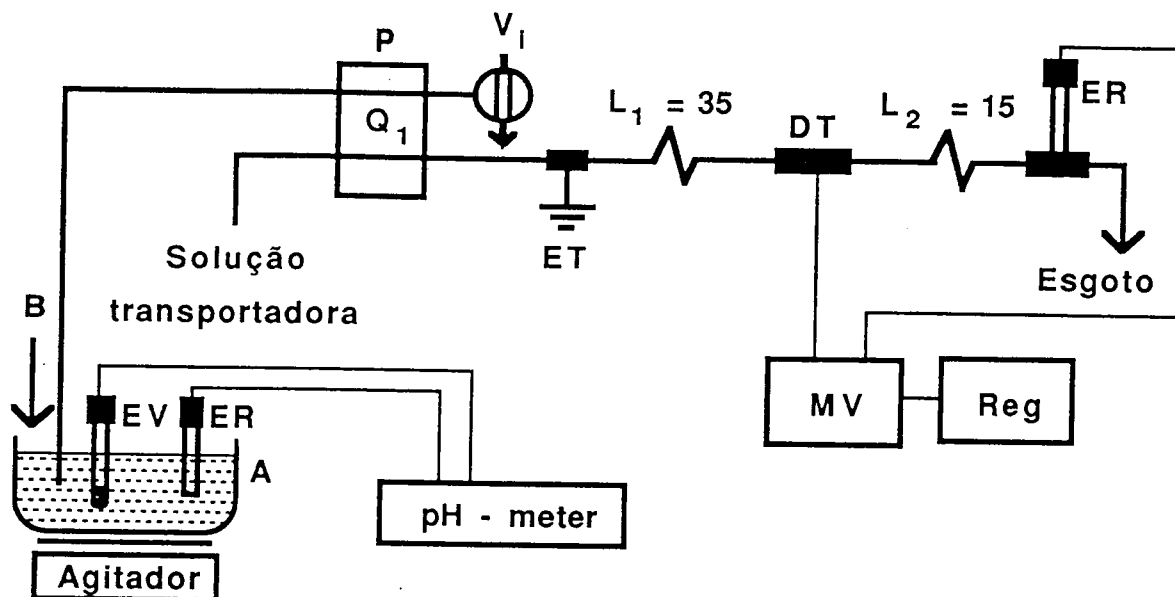 P
V i
Q 1
L 1 = 35
DT
L 2 = 15
ER
ET
Solução
transportadora
Esgoto
B
EV
ER
A
MV
Reg
pH - meter
Agitador